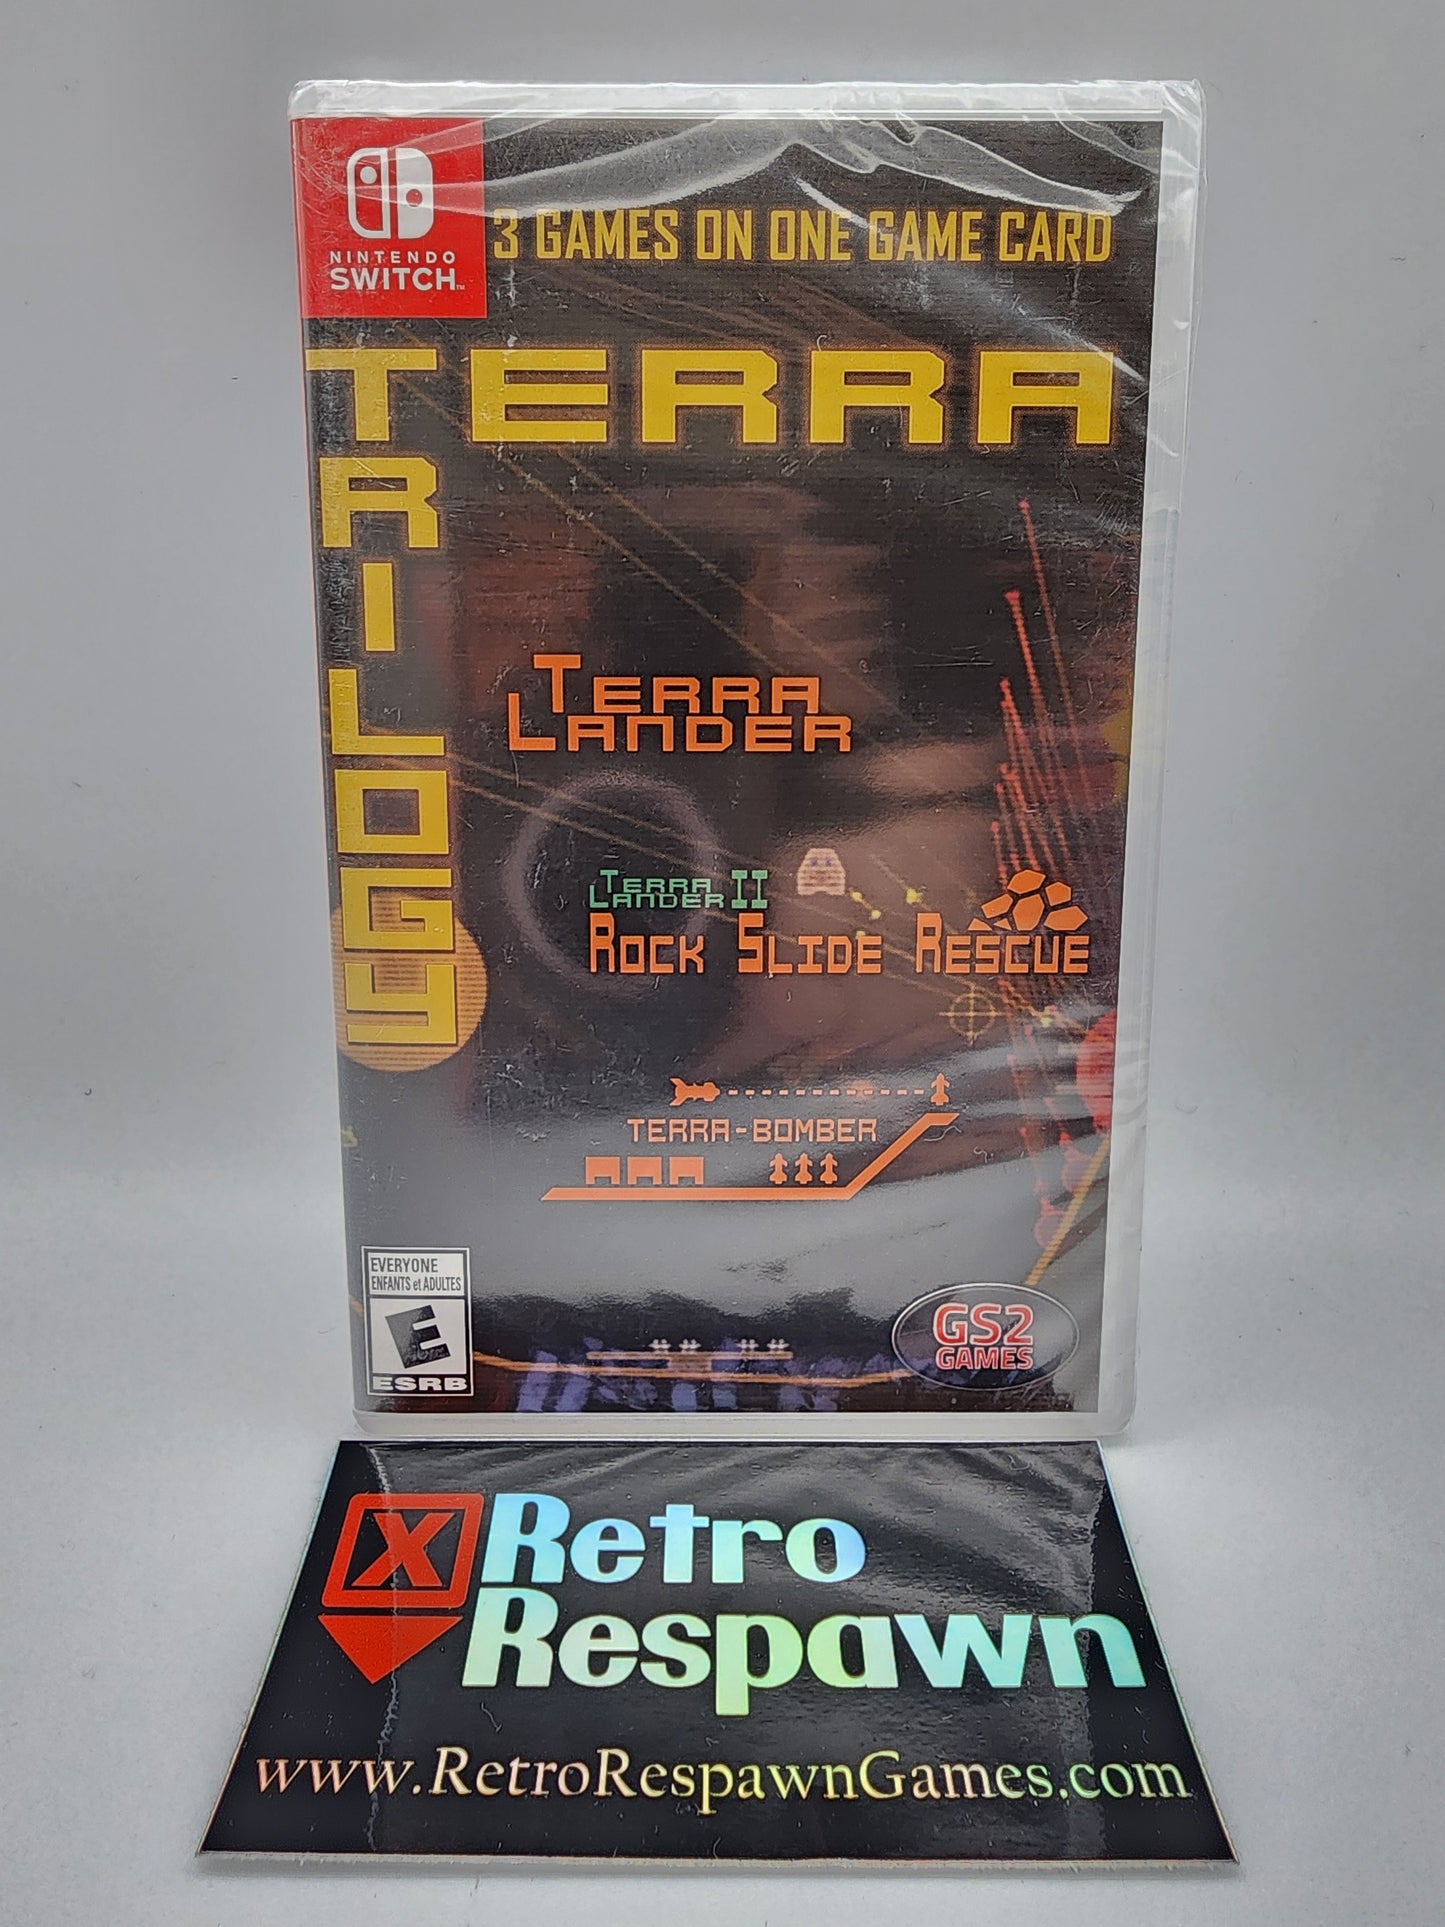 NINTENDO
SWITCH™
3 GAMES ON ONE GAME CARD
TERRA
TRILOGY
TERRA
LANDER
TERRA
LANDER II
ROCK SLIDE RESCUE
TERRA-BOMBER
EVERYONE
ENFANTS et ADULTES
E
ESRB
GS2
GAMES
X
Retro
Respawn
www.RetroRespawnGames.com